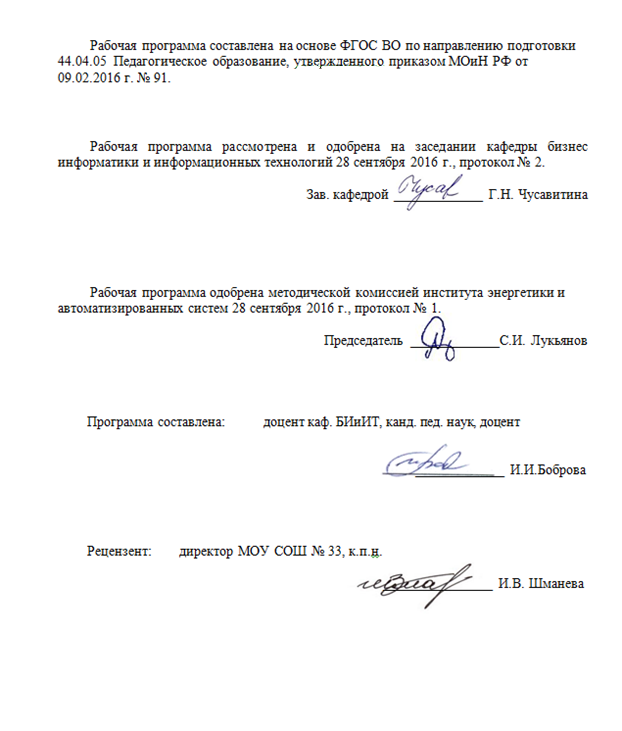 Рабочая программа составлена на основе ФГОС ВО по направлению подготовки
44.04.05 Педагогическое образование, утвержденного приказом МОиН РФ от
09.02.2016 г. № 91.
Рабочая программа рассмотрена и одобрена на заседании кафедры бизнес
информатики и информационных технологий 28 сентября 2016 г., протокол № 2.
Зав. кафедрой Г.Н. Чусавитина
Рабочая программа одобрена методической комиссией института энергетики и
автоматизированных систем 28 сентября 2016 г., протокол № 1.
Председатель С.И. Лукьянов
Программа составлена: доцент каф. БИиИТ, канд. пед. наук, доцент
И.И.Боброва
Рецензент: директор МОУ СОШ № 33, к.п.н.
И.В. Шманева